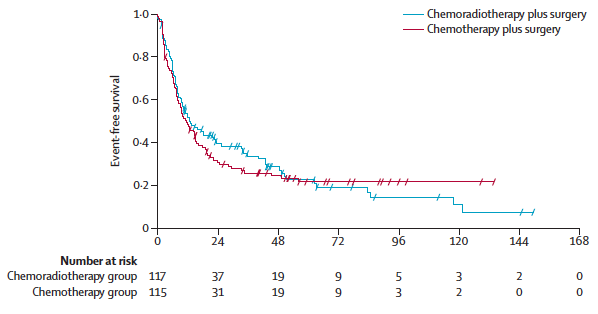 Chemoradiotherapy plus surgery
Chemotherapy plus surgery
Event-free survival
1·0
0·8
0·6
0·4
0·2
0
0 24 48 72 96 120 144 168
Number at risk
Chemoradiotherapy group 117 37 19 9 5 3 2 0
Chemotherapy group 115 31 19 9 3 2 0 0